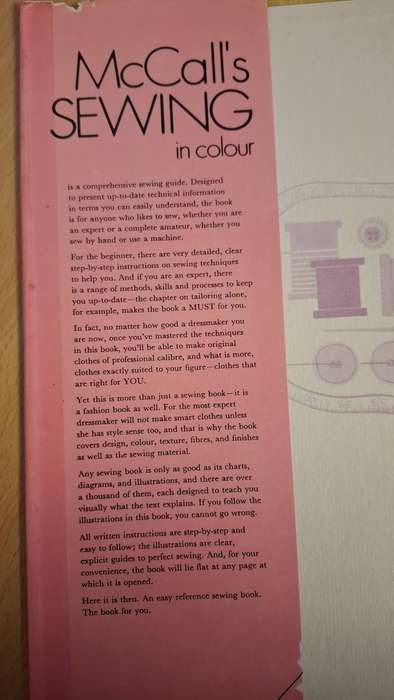 McCall's
SEWING
in colour
is a comprehensive sewing guide. Designed
to present up-to-date technical information
in terms you can easily understand, the book
is for anyone who likes to sew, whether you are
an expert or a complete amateur, whether you
sew by hand or use a machine.
For the beginner, there are very detailed, clear
step-by-step instructions on sewing techniques
to help you. And if you are an expert, there
is a range of methods, skills and processes to keep
you up-to-date—the chapter on tailoring alone,
for example, makes the book a MUST for you.
In fact, no matter how good a dressmaker you
are now, once you've mastered the techniques
in this book, you'll be able to make original
clothes of professional calibre, and what is more,
clothes exactly suited to your figure—clothes that
are right for YOU.
Yet this is more than just a sewing book—it is
a fashion book as well. For the most expert
dressmaker will not make smart clothes unless
she has style sense too, and that is why the book
covers design, colour, texture, fibres, and finishes
as well as the sewing material.
Any sewing book is only as good as its charts,
diagrams, and illustrations, and there are over
a thousand of them, each designed to teach you
visually what the text explains. If you follow the
illustrations in this book, you cannot go wrong.
All written instructions are step-by-step and
easy to follow; the illustrations are clear,
explicit guides to perfect sewing. And, for your
convenience, the book will lie flat at any page at
which it is opened.
Here it is then. An easy reference sewing book.
The book for you.